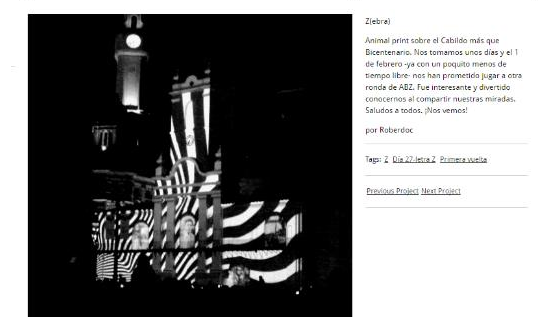 Z(ebra)
Animal print sobre el Cabildo más que
Bicentenario. Nos tomamos unos días y el 1
de febrero -ya con un poquito menos de
tiempo libre- nos han prometido jugar a otra
ronda de ABZ. Fue interesante y divertido
conocernos al compartir nuestras miradas.
Saludos a todos. ¡Nos vemos!
por Roberdoc
Tags: Z Día 27-letra Z Primera vuelta
Previous Project Next Project